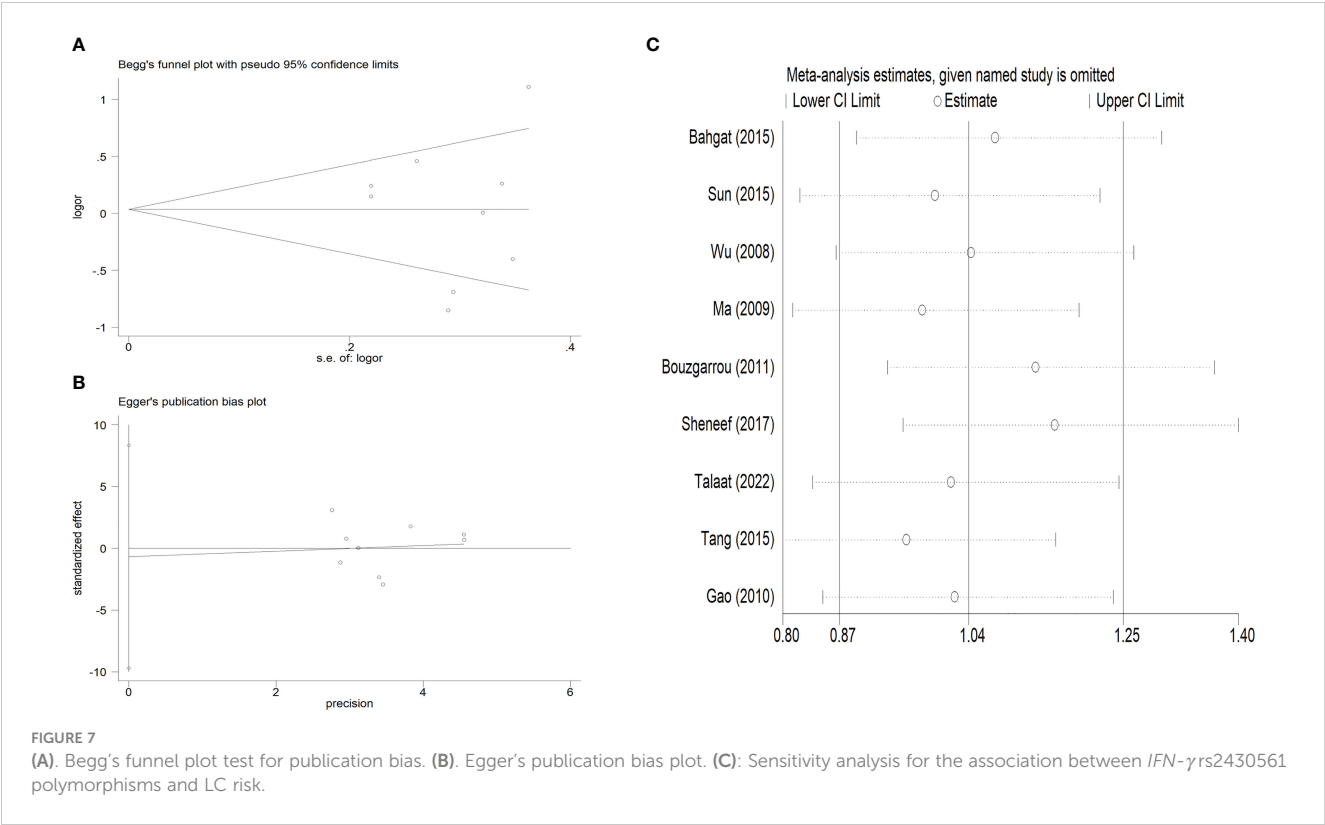 A
Begg's funnel plot with pseudo 95% confidence limits
logor
1
.5
0
-.5
-1
0
.2
.4
s.e. of: logor
B
Egger's publication bias plot
standardized effect
10
5
0
-5
-10
0
2
4
6
precision
C
Meta-analysis estimates, given named study is omitted
Lower CI Limit
Estimate
Upper CI Limit
Bahgat (2015)
Sun (2015)
Wu (2008)
Ma (2009)
Bouzgarrou (2011)
Sheneef (2017)
Talaat (2022)
Tang (2015)
Gao (2010)
0.80
0.87
1.04
1.25
1.40
FIGURE 7
(A). Begg's funnel plot test for publication bias. (B). Egger's publication bias plot. (C): Sensitivity analysis for the association between IFN-γ rs2430561
polymorphisms and LC risk.